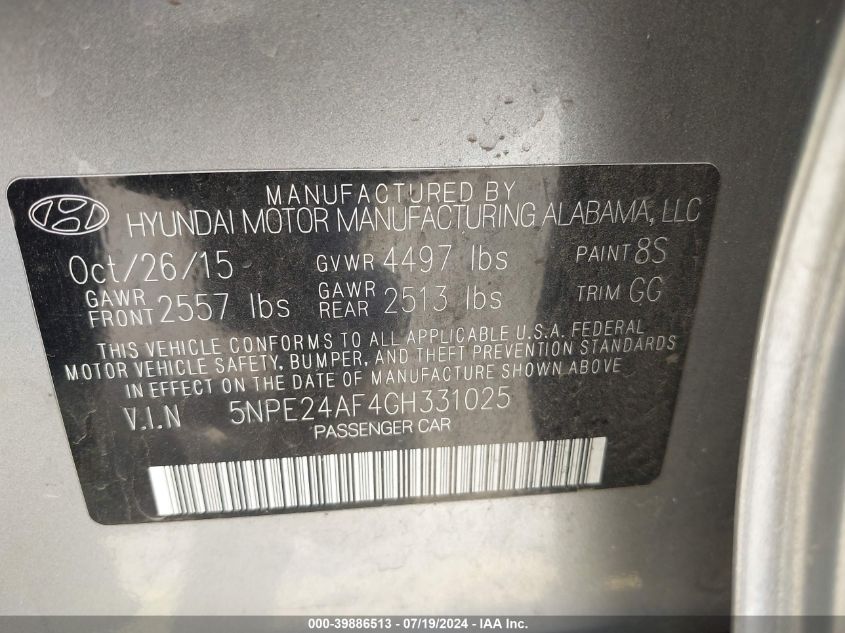 MANUFACTURED BY
HYUNDAI MOTOR MANUFACTURING ALABAMA, LLC
Oct/26/15 GVWR 4497 lbs PAINT 8S
GAWR FRONT 2557 lbs GAWR REAR 2513 lbs TRIM GG
THIS VEHICLE CONFORMS TO ALL APPLICABLE U.S.A. FEDERAL
MOTOR VEHICLE SAFETY, BUMPER, AND THEFT PREVENTION STANDARDS
IN EFFECT ON THE DATE OF MANUFACTURE SHOWN ABOVE.
V.I.N 5NPE24AF4GH331025
PASSENGER CAR
000-39886513 - 07/19/2024 - IAA Inc.